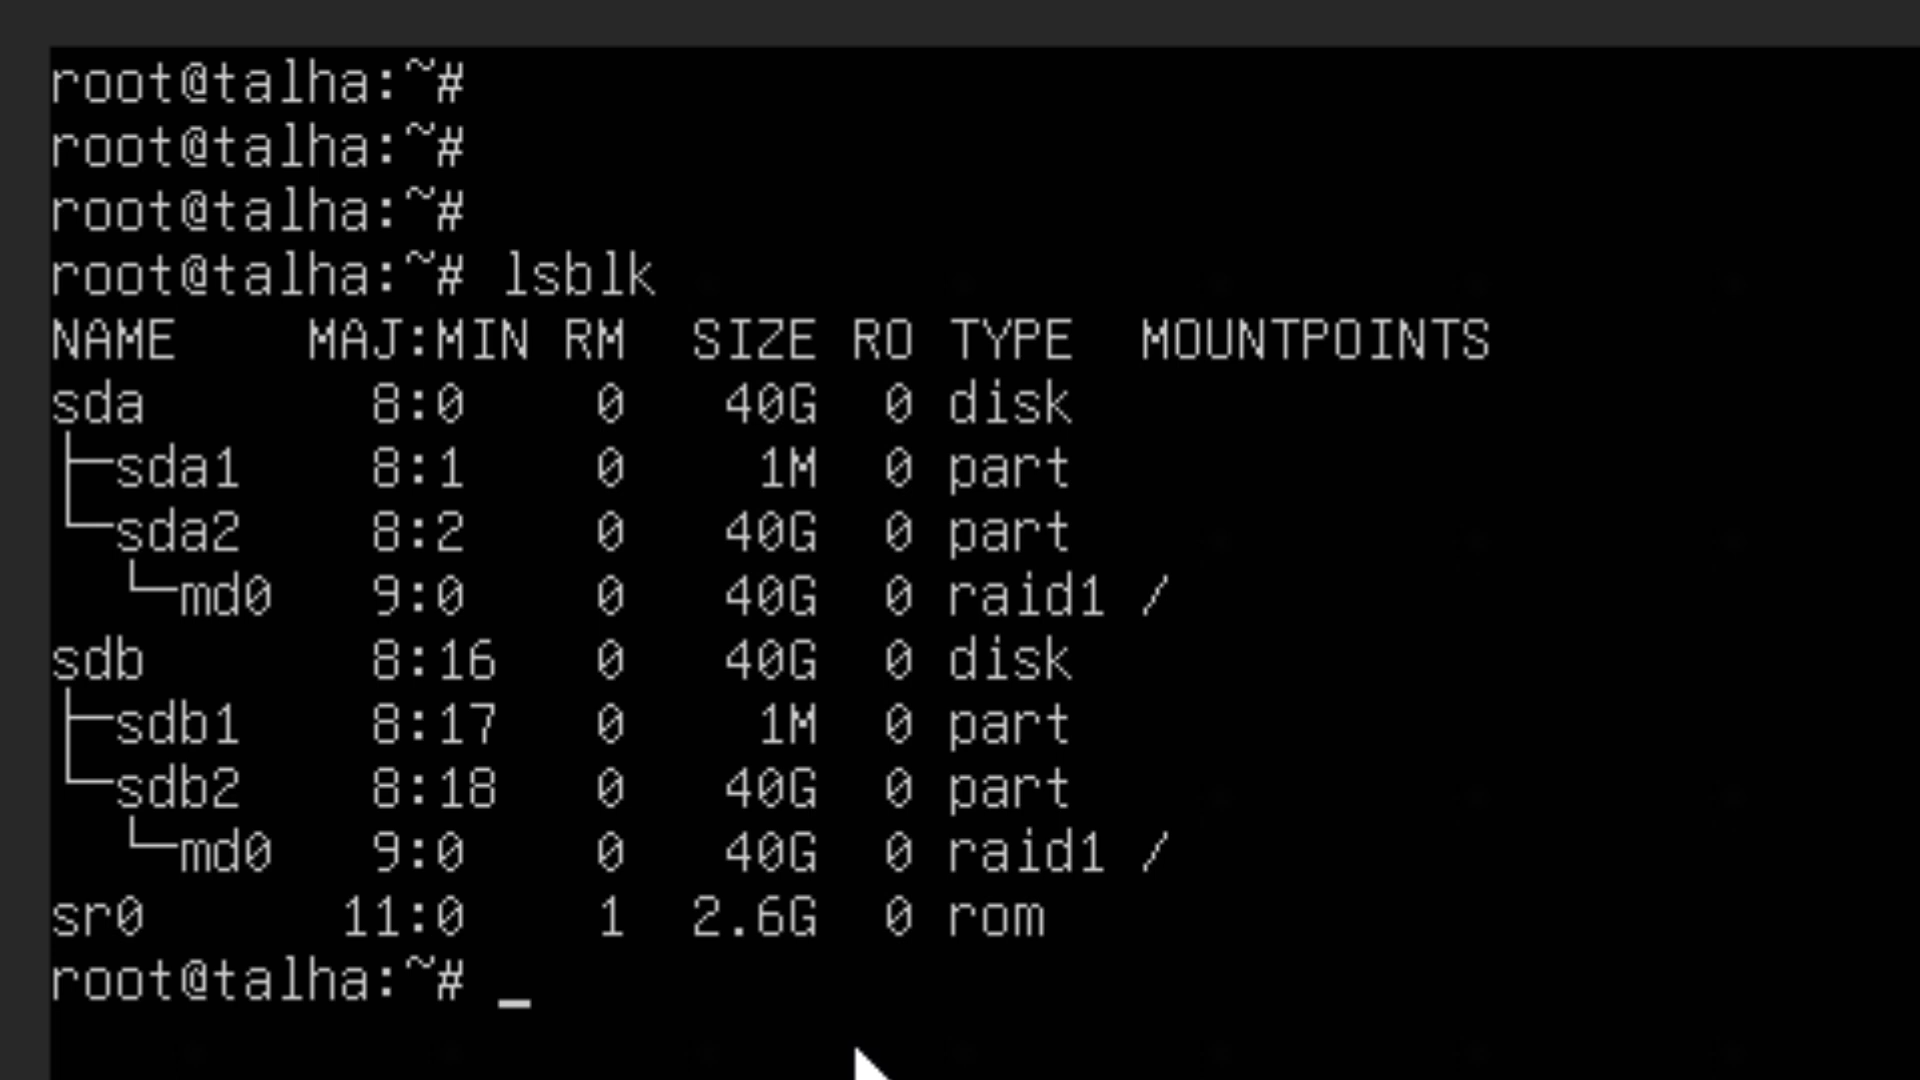 root@talha:~#
root@talha:~#
root@talha:~#
root@talha:~# lsblk
NAME    MAJ:MIN RM  SIZE RO TYPE  MOUNTPOINTS
sda       8:0    0   40G  0 disk
├─sda1    8:1    0    1M  0 part
└─sda2    8:2    0   40G  0 part
  └─md0   9:0    0   40G  0 raid1 /
sdb       8:16   0   40G  0 disk
├─sdb1    8:17   0    1M  0 part
└─sdb2    8:18   0   40G  0 part
  └─md0   9:0    0   40G  0 raid1 /
sr0      11:0    1  2.6G  0 rom
root@talha:~# _